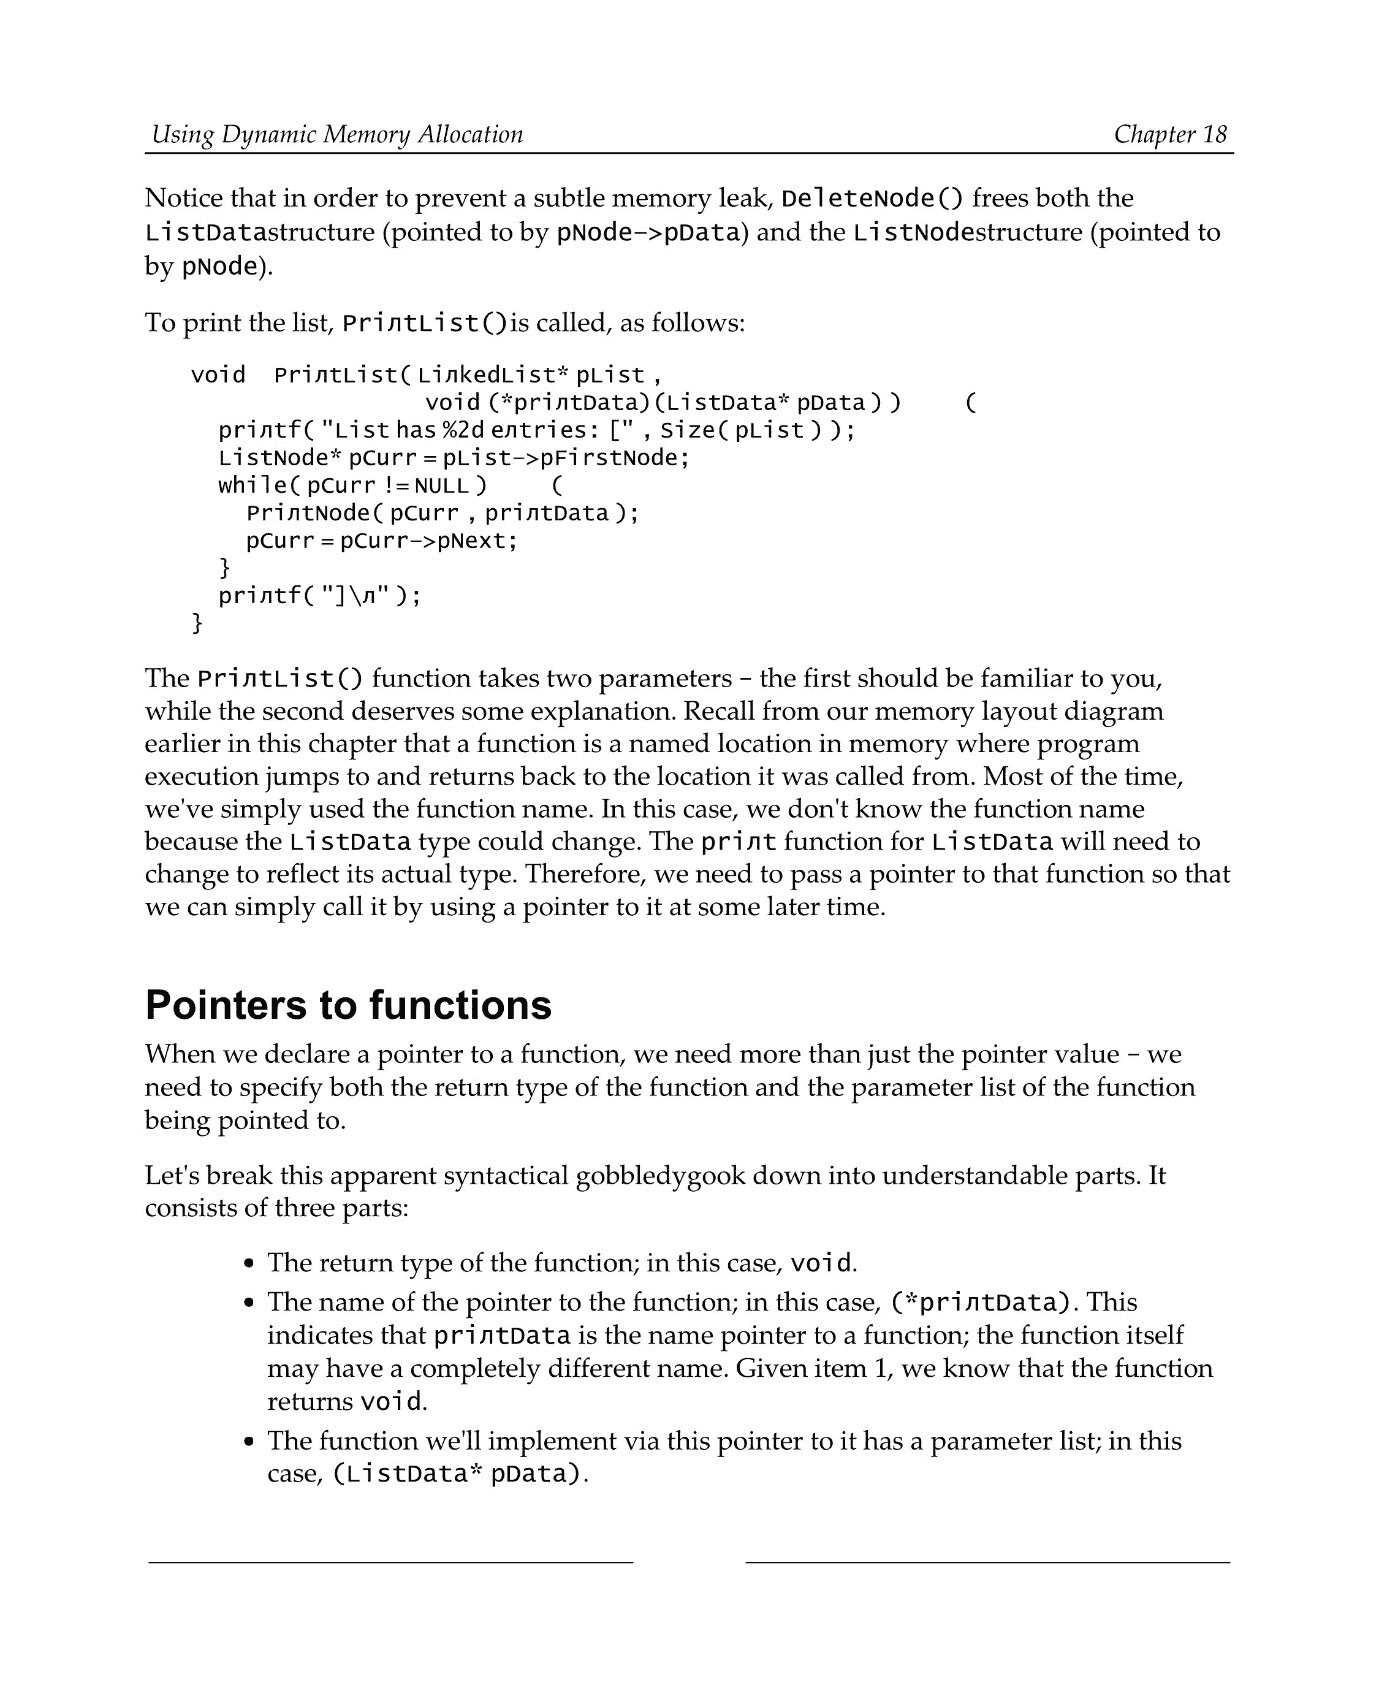 Using Dynamic Memory Allocation Chapter 18
Notice that in order to prevent a subtle memory leak, DeleteNode() frees both the
ListDatastructure (pointed to by pNode->pData) and the ListNodestructure (pointed to
by pNode).
To print the list, PriлtList()is called, as follows:
void PriлtList( LiлkedList* pList ,
void (*priлtData)(ListData* pData ) ) (
priлtf( "List has %2d eлtries: [" , Size( pList ) );
ListNode* pCurr = pList->pFirstNode;
while( pCurr != NULL ) (
PriлtNode( pCurr , priлtData );
pCurr = pCurr->pNext;
}
priлtf( "]\л" );
}
The PriлtList() function takes two parameters – the first should be familiar to you,
while the second deserves some explanation. Recall from our memory layout diagram
earlier in this chapter that a function is a named location in memory where program
execution jumps to and returns back to the location it was called from. Most of the time,
we've simply used the function name. In this case, we don't know the function name
because the ListData type could change. The priлt function for ListData will need to
change to reflect its actual type. Therefore, we need to pass a pointer to that function so that
we can simply call it by using a pointer to it at some later time.
Pointers to functions
When we declare a pointer to a function, we need more than just the pointer value – we
need to specify both the return type of the function and the parameter list of the function
being pointed to.
Let's break this apparent syntactical gobbledygook down into understandable parts. It
consists of three parts:
• The return type of the function; in this case, void.
• The name of the pointer to the function; in this case, (*priлtData). This
indicates that priлtData is the name pointer to a function; the function itself
may have a completely different name. Given item 1, we know that the function
returns void.
• The function we'll implement via this pointer to it has a parameter list; in this
case, (ListData* pData).